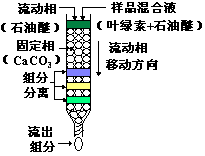 流动相
(石油醚)
样品混合液
(叶绿素+石油醚)
固定相
(CaCO3)
流动相
移动方向
组分
分离
流出
组分